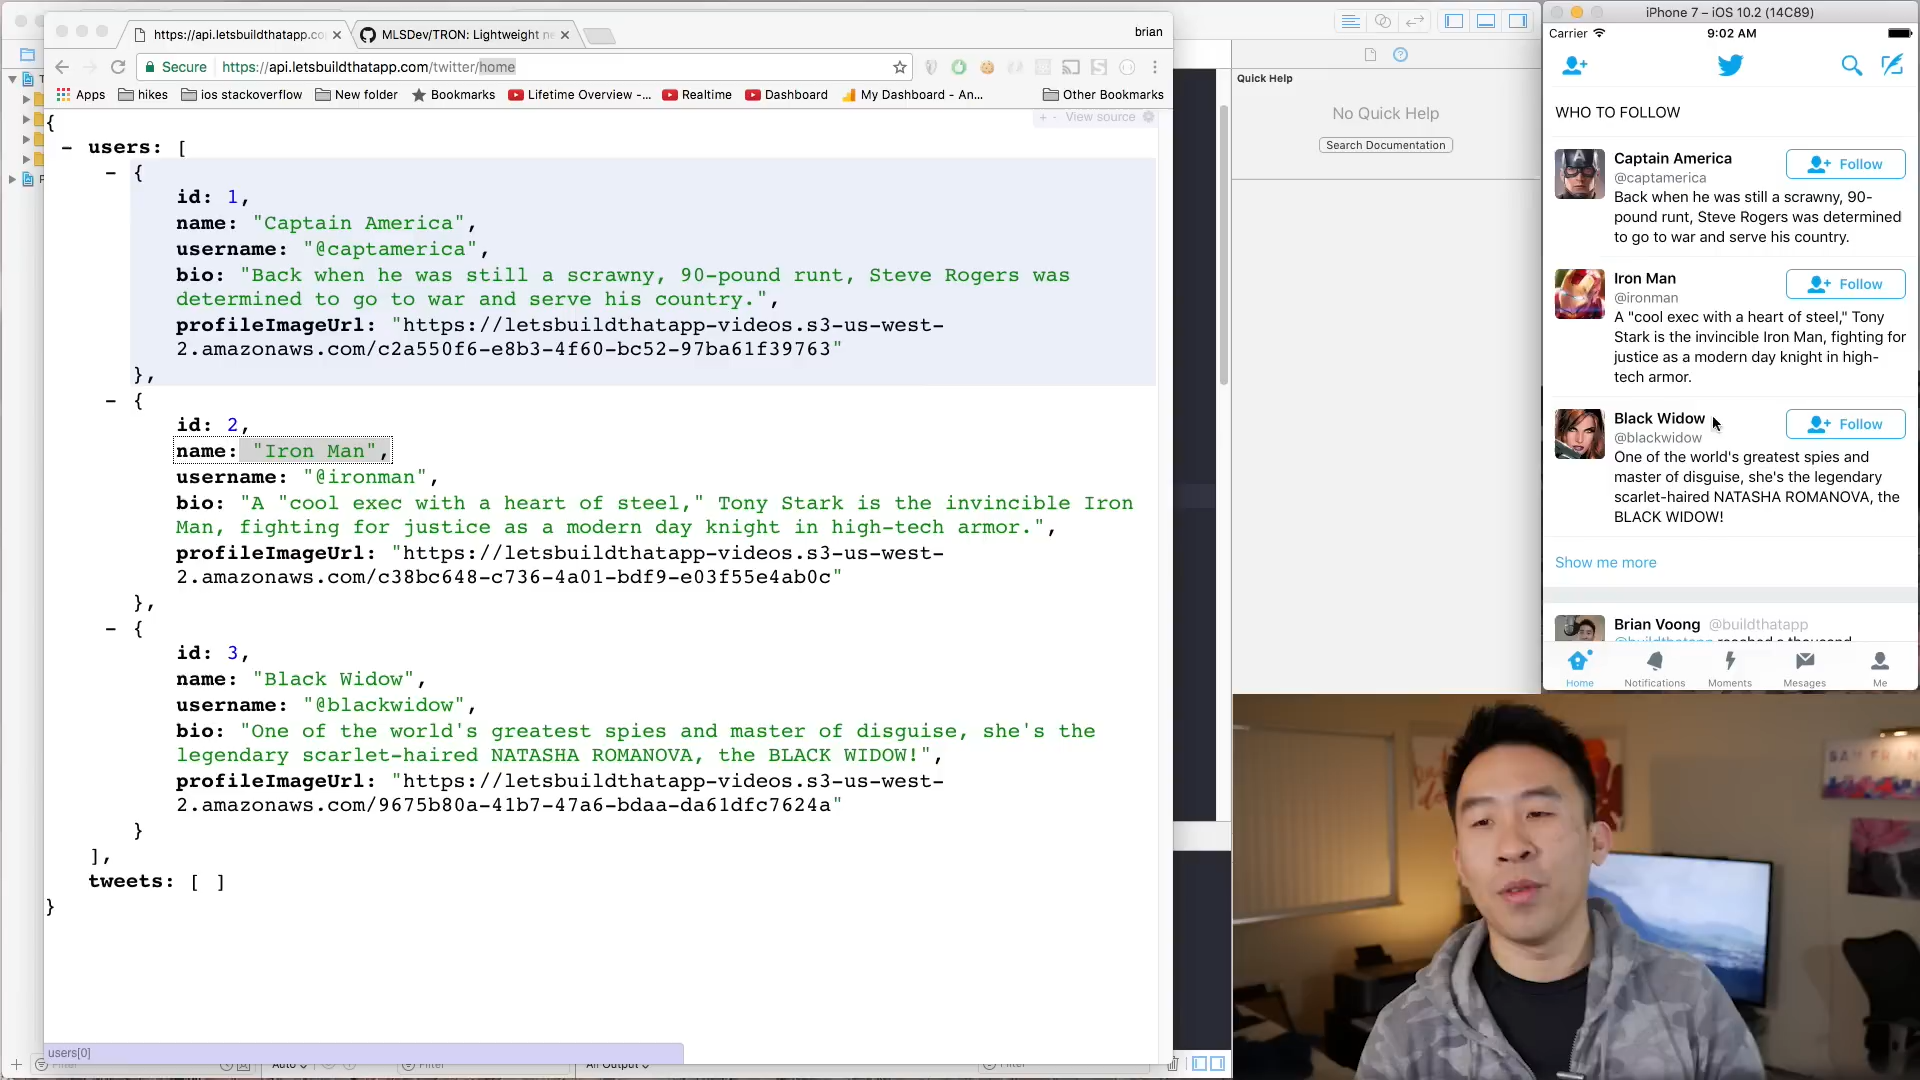 https://api.letsbuildthatapp.co
MLSDev/TRON: Lightweight ne
brian
Secure
https://api.letsbuildthatapp.com/twitter/home
Apps
hikes
ios stackoverflow
New folder
Bookmarks
Lifetime Overview -...
Realtime
Dashboard
My Dashboard - An...
Other Bookmarks
+ - View source
{
- users: [
- {
id: 1,
name: "Captain America",
username: "@captamerica",
bio: "Back when he was still a scrawny, 90-pound runt, Steve Rogers was
determined to go to war and serve his country.",
profileImageUrl: "https://letsbuildthatapp-videos.s3-us-west-
2.amazonaws.com/c2a550f6-e8b3-4f60-bc52-97ba61f39763"
},
- {
id: 2,
name: "Iron Man",
username: "@ironman",
bio: "A "cool exec with a heart of steel," Tony Stark is the invincible Iron
Man, fighting for justice as a modern day knight in high-tech armor.",
profileImageUrl: "https://letsbuildthatapp-videos.s3-us-west-
2.amazonaws.com/c38bc648-c736-4a01-bdf9-e03f55e4ab0c"
},
- {
id: 3,
name: "Black Widow",
username: "@blackwidow",
bio: "One of the world's greatest spies and master of disguise, she's the
legendary scarlet-haired NATASHA ROMANOVA, the BLACK WIDOW!",
profileImageUrl: "https://letsbuildthatapp-videos.s3-us-west-
2.amazonaws.com/9675b80a-41b7-47a6-bdaa-da61dfc7624a"
}
],
tweets: [ ]
}
users[0]
Filter
Auto
Filter
All Output
Filter
Quick Help
No Quick Help
Search Documentation
iPhone 7 – iOS 10.2 (14C89)
Carrier
9:02 AM
WHO TO FOLLOW
Captain America
Follow
@captamerica
Back when he was still a scrawny, 90-
pound runt, Steve Rogers was determined
to go to war and serve his country.
Iron Man
Follow
@ironman
A "cool exec with a heart of steel," Tony
Stark is the invincible Iron Man, fighting for
justice as a modern day knight in high-
tech armor.
Black Widow
Follow
@blackwidow
One of the world's greatest spies and
master of disguise, she's the legendary
scarlet-haired NATASHA ROMANOVA, the
BLACK WIDOW!
Show me more
Brian Voong @buildthatapp
@buildthatapp reached a thousand
Home
Notifications
Moments
Mesages
Me
SAN FRAN